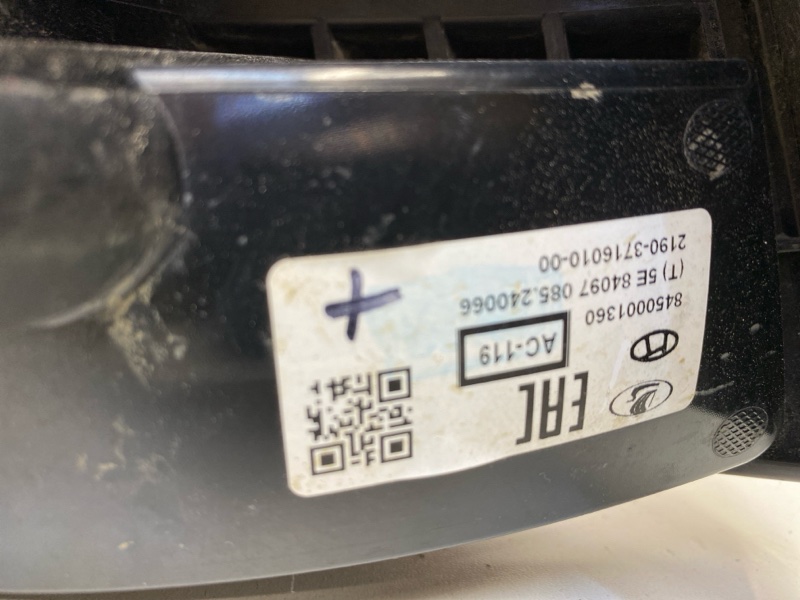 EAC
8450001360
AC-119
(T) 5E 84097 085.240066
2190-3716010-00